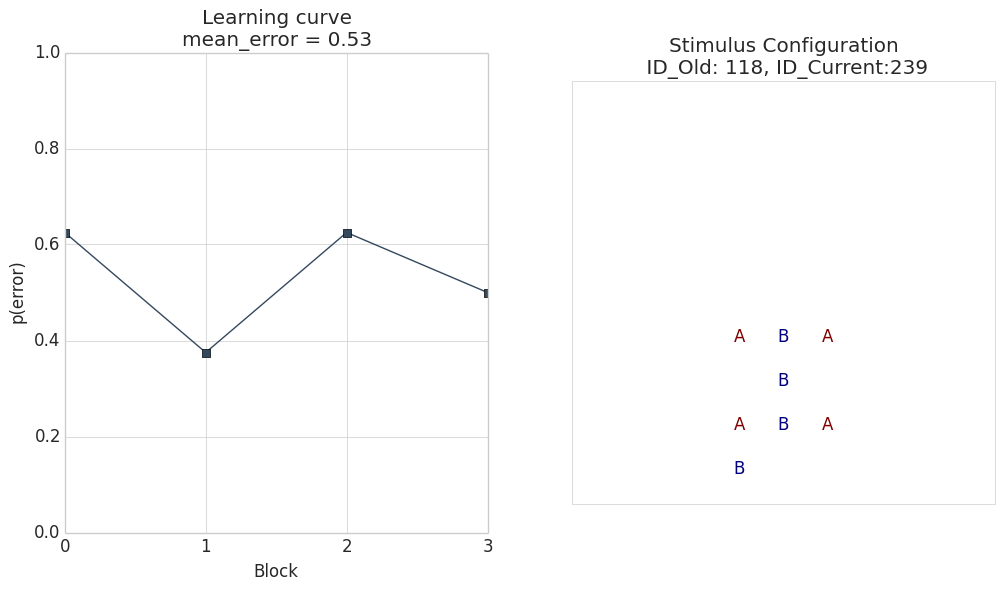 Learning curve
mean_error = 0.53
1.0
0.8
0.6
0.4
0.2
0.0
p(error)
0 1 2 3
Block
Stimulus Configuration
ID_Old: 118, ID_Current:239
A B A
B
A B A
B